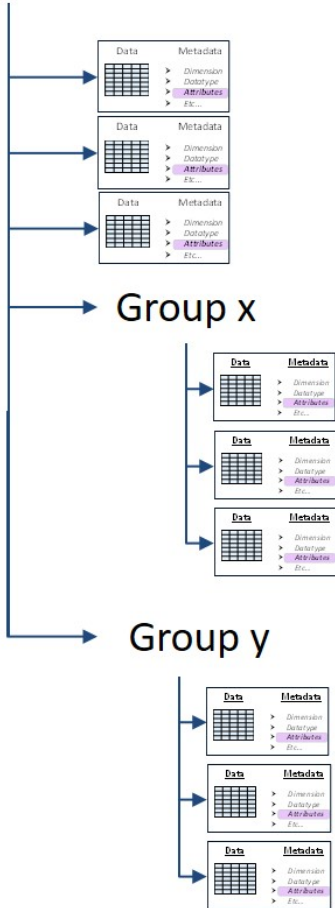 Data Metadata
➤ Dimension
➤ Datatype
➤ Attributes
➤ Etc...
Data Metadata
➤ Dimension
➤ Datatype
➤ Attributes
➤ Etc...
Data Metadata
➤ Dimension
➤ Datatype
➤ Attributes
➤ Etc...
Group x
Data Metadata
➤ Dimension
➤ Datatype
➤ Attributes
➤ Etc...
Data Metadata
➤ Dimension
➤ Datatype
➤ Attributes
➤ Etc...
Data Metadata
➤ Dimension
➤ Datatype
➤ Attributes
➤ Etc...
Group y
Data Metadata
➤ Dimension
➤ Datatype
➤ Attributes
➤ Etc...
Data Metadata
➤ Dimension
➤ Datatype
➤ Attributes
➤ Etc...
Data Metadata
➤ Dimension
➤ Datatype
➤ Attributes
➤ Etc...